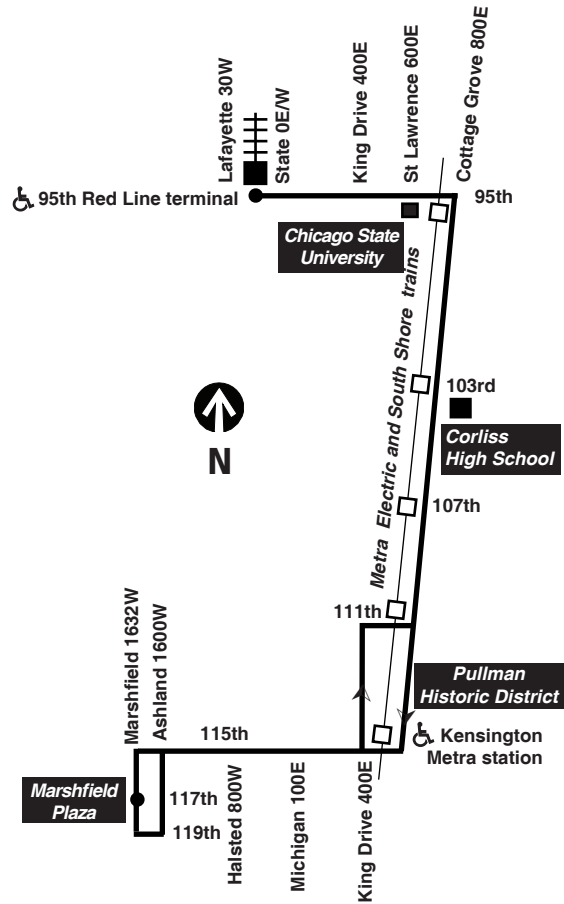 Lafayette 30W
State 0E/W
King Drive 400E
St Lawrence 600E
Cottage Grove 800E
95th Red Line terminal
95th
Chicago State
University
Metra Electric and South Shore trains
103rd
Corliss
High School
N
107th
111th
Marshfield 1632W
Ashland 1600W
Pullman
Historic District
115th
Kensington
Metra station
Marshfield
Plaza
117th
119th
Halsted 800W
Michigan 100E
King Drive 400E